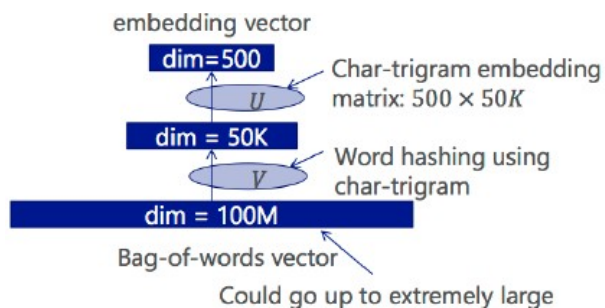 embedding vector
dim=500
Char-trigram embedding
matrix: 500 × 50K
U
dim = 50K
Word hashing using
char-trigram
V
dim = 100M
Bag-of-words vector
Could go up to extremely large